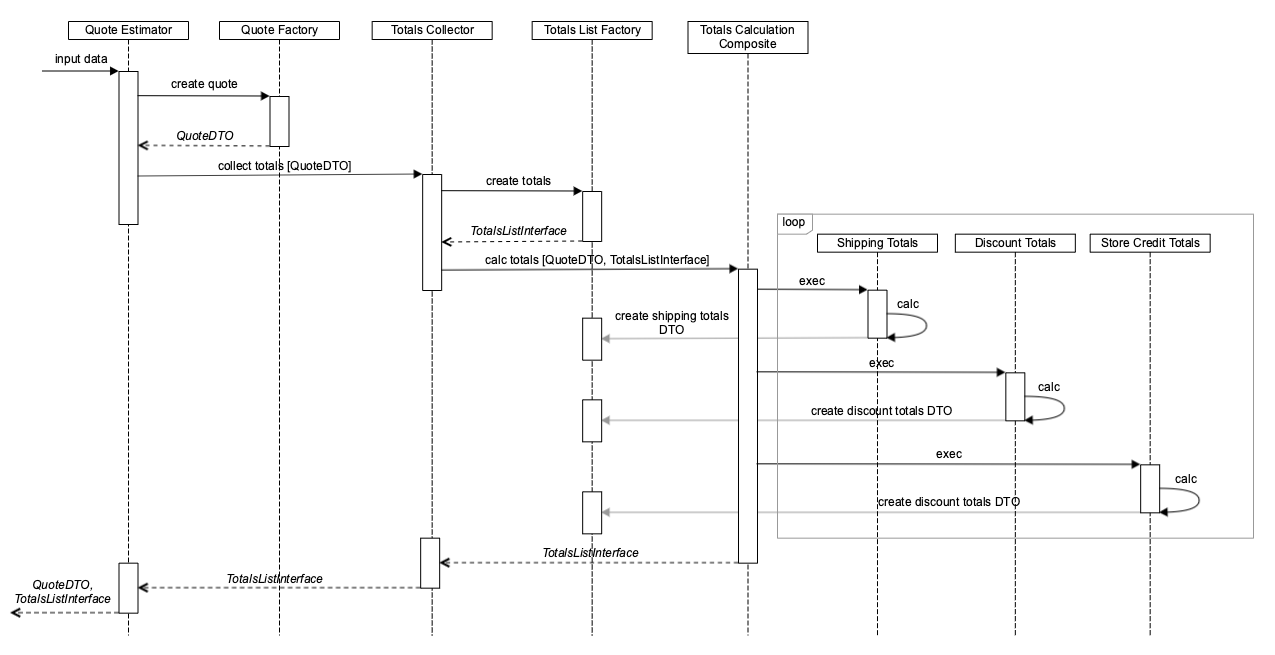 Quote Estimator
Quote Factory
Totals Collector
Totals List Factory
Totals Calculation
Composite
input data
create quote
QuoteDTO
collect totals [QuoteDTO]
create totals
TotalsListInterface
calc totals [QuoteDTO, TotalsListInterface]
loop
Shipping Totals
Discount Totals
Store Credit Totals
exec
calc
create shipping totals
DTO
exec
calc
create discount totals DTO
exec
calc
create discount totals DTO
TotalsListInterface
TotalsListInterface
QuoteDTO,
TotalsListInterface